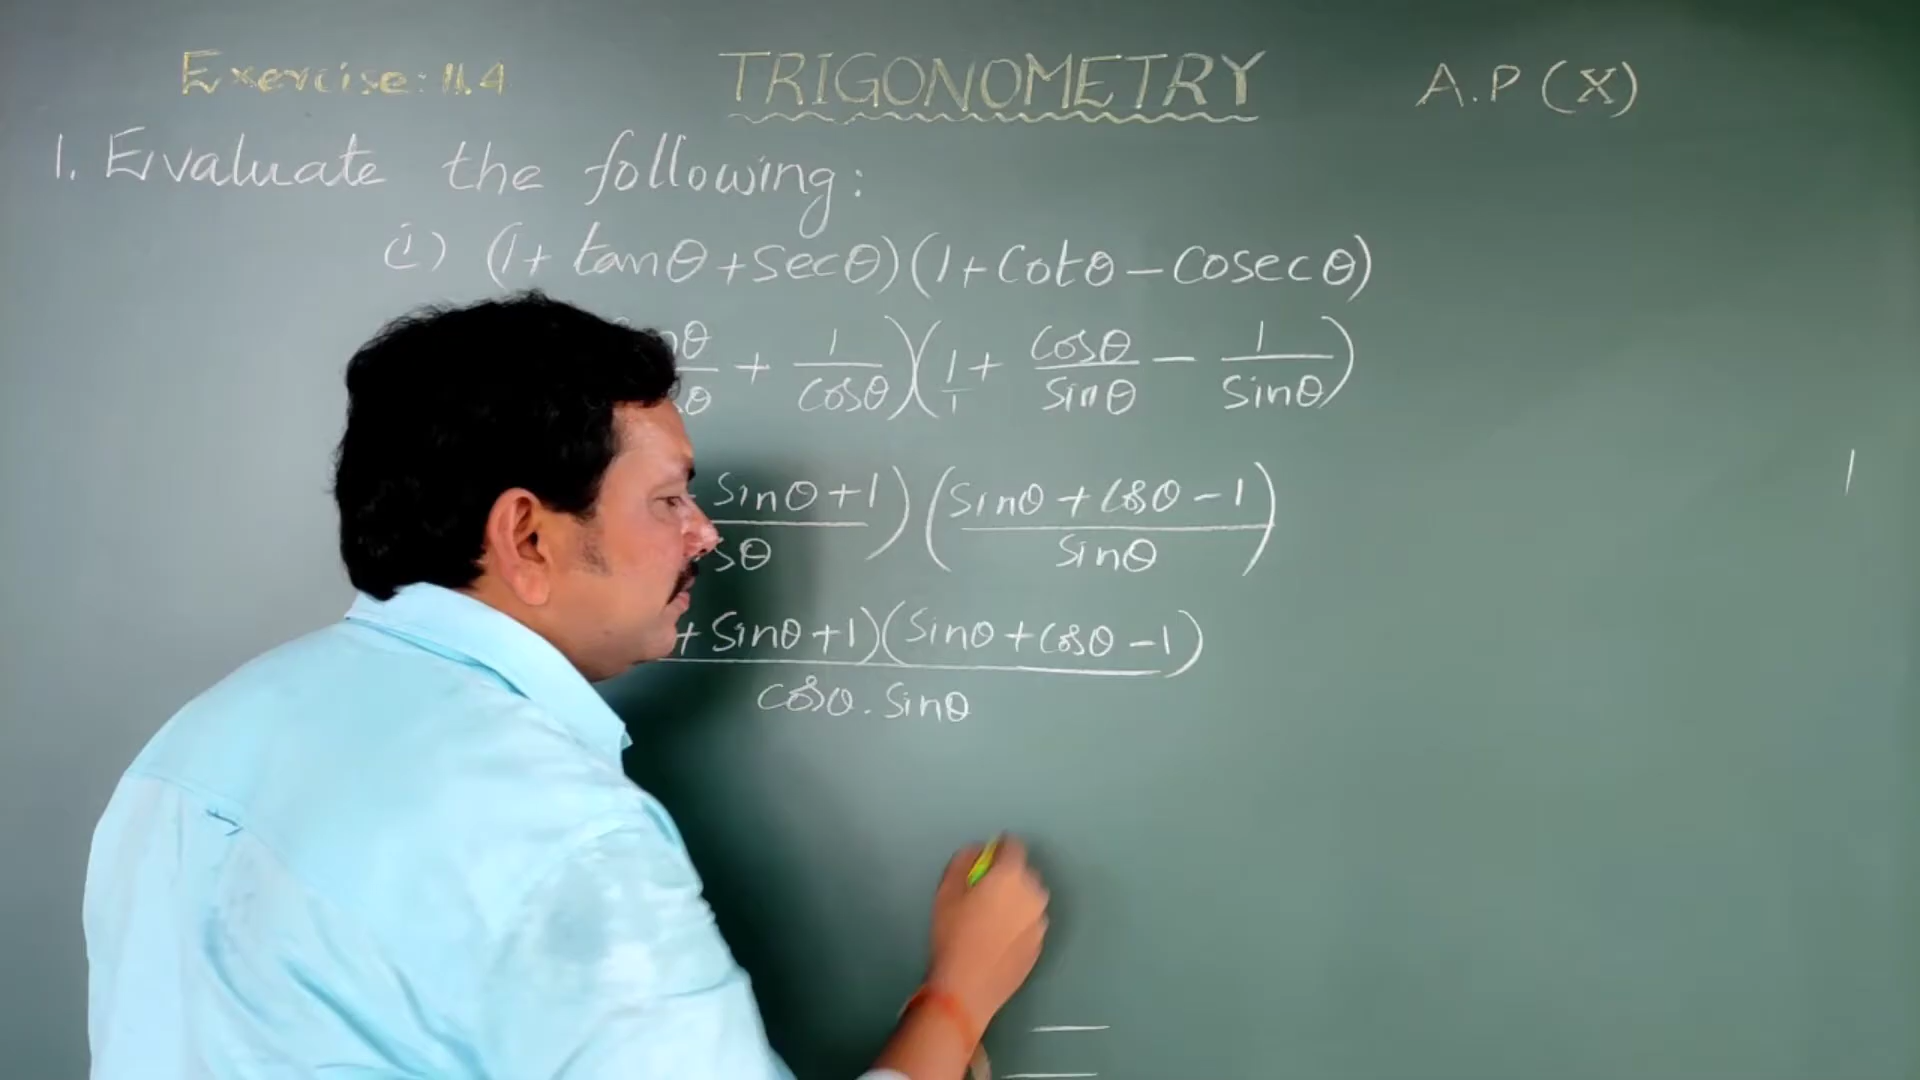 Exercise: 11.4
TRIGONOMETRY
A.P (X)
1. Evaluate the following:
i) (1 + tanθ + secθ)(1 + cotθ – cosecθ)
θ + 1/cosθ)(1/1 + cosθ/sinθ – 1/sinθ)
sinθ + 1)(sinθ + cosθ – 1
sθ sinθ)
+ sinθ + 1)(sinθ + cosθ – 1)
cosθ . sinθ